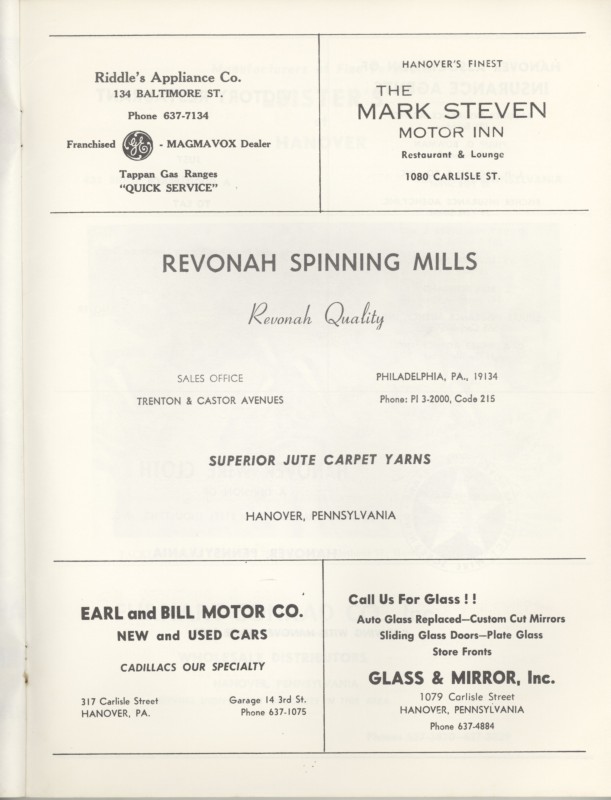 Riddle's Appliance Co.
134 BALTIMORE ST.
Phone 637-7134
Franchised GE - MAGMAVOX Dealer
Tappan Gas Ranges
"QUICK SERVICE"
HANOVER'S FINEST
THE
MARK STEVEN
MOTOR INN
Restaurant & Lounge
1080 CARLISLE ST.
REVONAH SPINNING MILLS
Revonah Quality
SALES OFFICE
TRENTON & CASTOR AVENUES
PHILADELPHIA, PA., 19134
Phone: PI 3-2000, Code 215
SUPERIOR JUTE CARPET YARNS
HANOVER, PENNSYLVANIA
EARL and BILL MOTOR CO.
NEW and USED CARS
CADILLACS OUR SPECIALTY
317 Carlisle Street
HANOVER, PA.
Garage 14 3rd St.
Phone 637-1075
Call Us For Glass ! !
Auto Glass Replaced—Custom Cut Mirrors
Sliding Glass Doors—Plate Glass
Store Fronts
GLASS & MIRROR, Inc.
1079 Carlisle Street
HANOVER, PENNSYLVANIA
Phone 637-4884